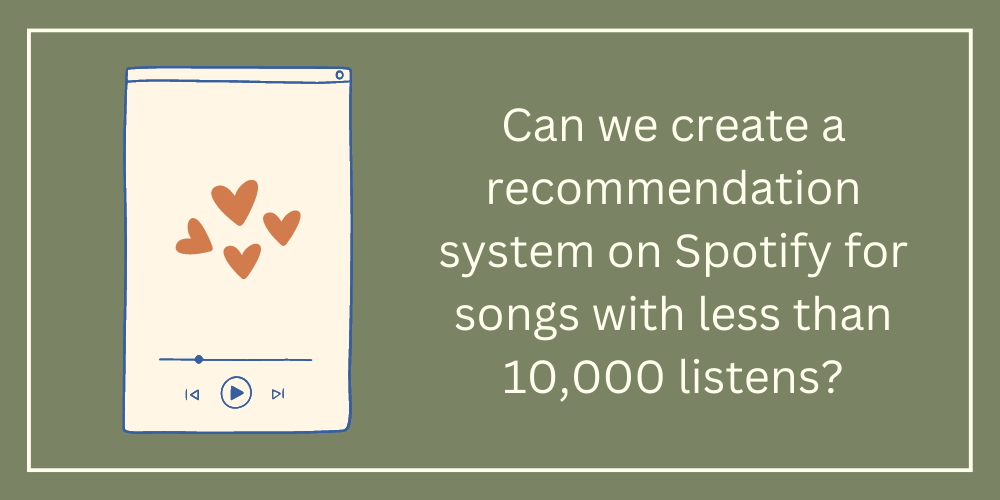 Can we create a
recommendation
system on Spotify for
songs with less than
10,000 listens?